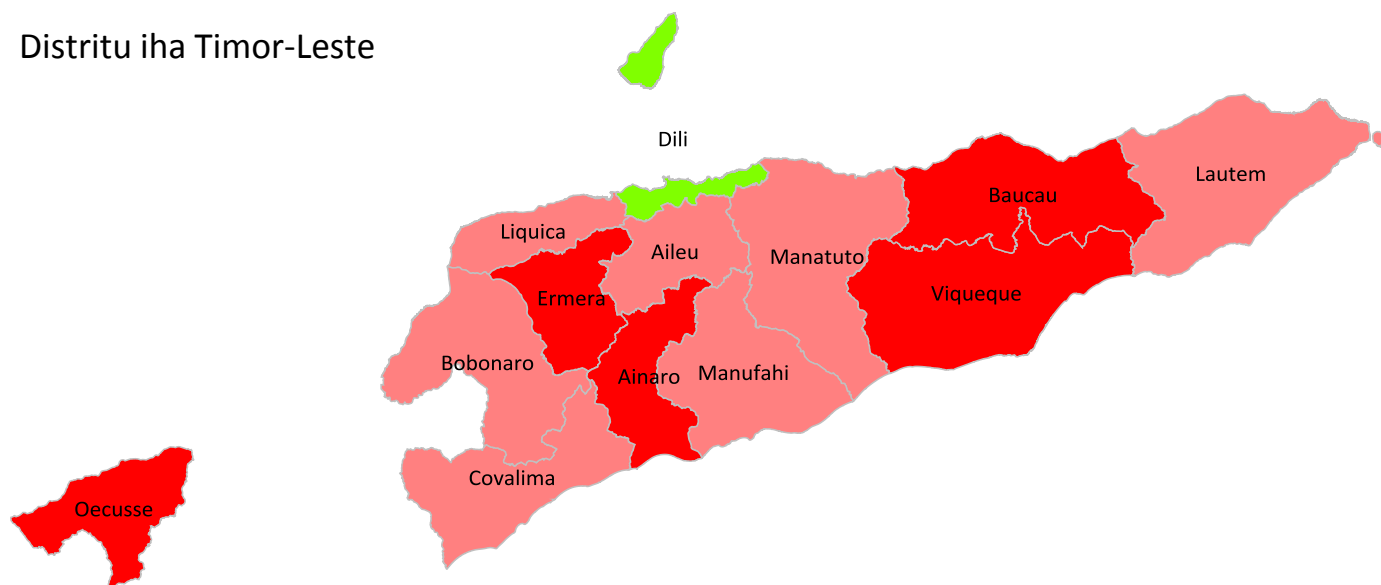 Distritu iha Timor-Leste
Dili
Lautem
Baucau
Liquica
Aileu
Manatuto
Ermera
Viqueque
Bobonaro
Ainaro
Manufahi
Covalima
Oecusse